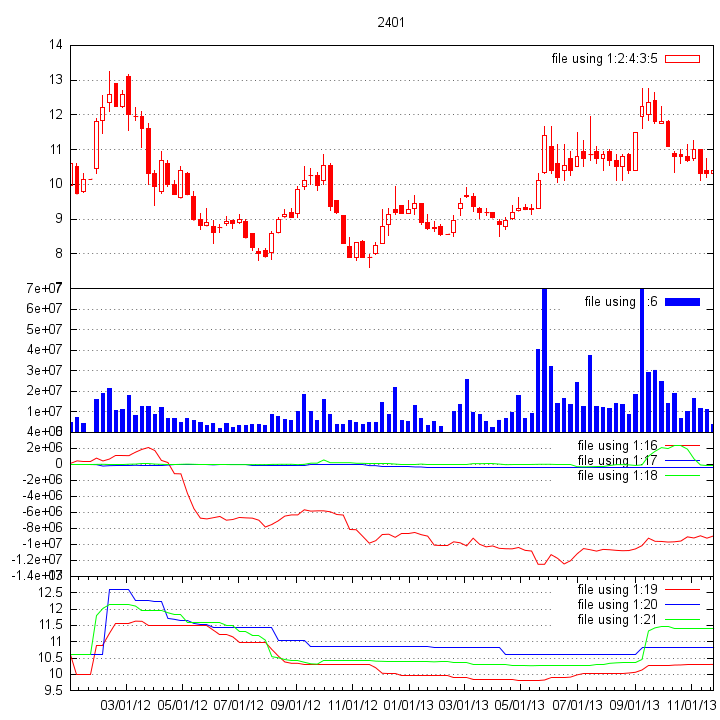 2401
14
file using 1:2:4:3:5
13
12
11
10
9
8
7e+07
file using :6
6e+07
5e+07
4e+07
3e+07
2e+07
1e+07
2e+06
file using 1:16
0
file using 1:17
-2e+06
file using 1:18
-4e+06
-6e+06
-8e+06
-1e+07
-1.2e+07
12.5
file using 1:19
12
file using 1:20
11.5
file using 1:21
11
10.5
10
9.5
03/01/12 05/01/12 07/01/12 09/01/12 11/01/12 01/01/13 03/01/13 05/01/13 07/01/13 09/01/13 11/01/13